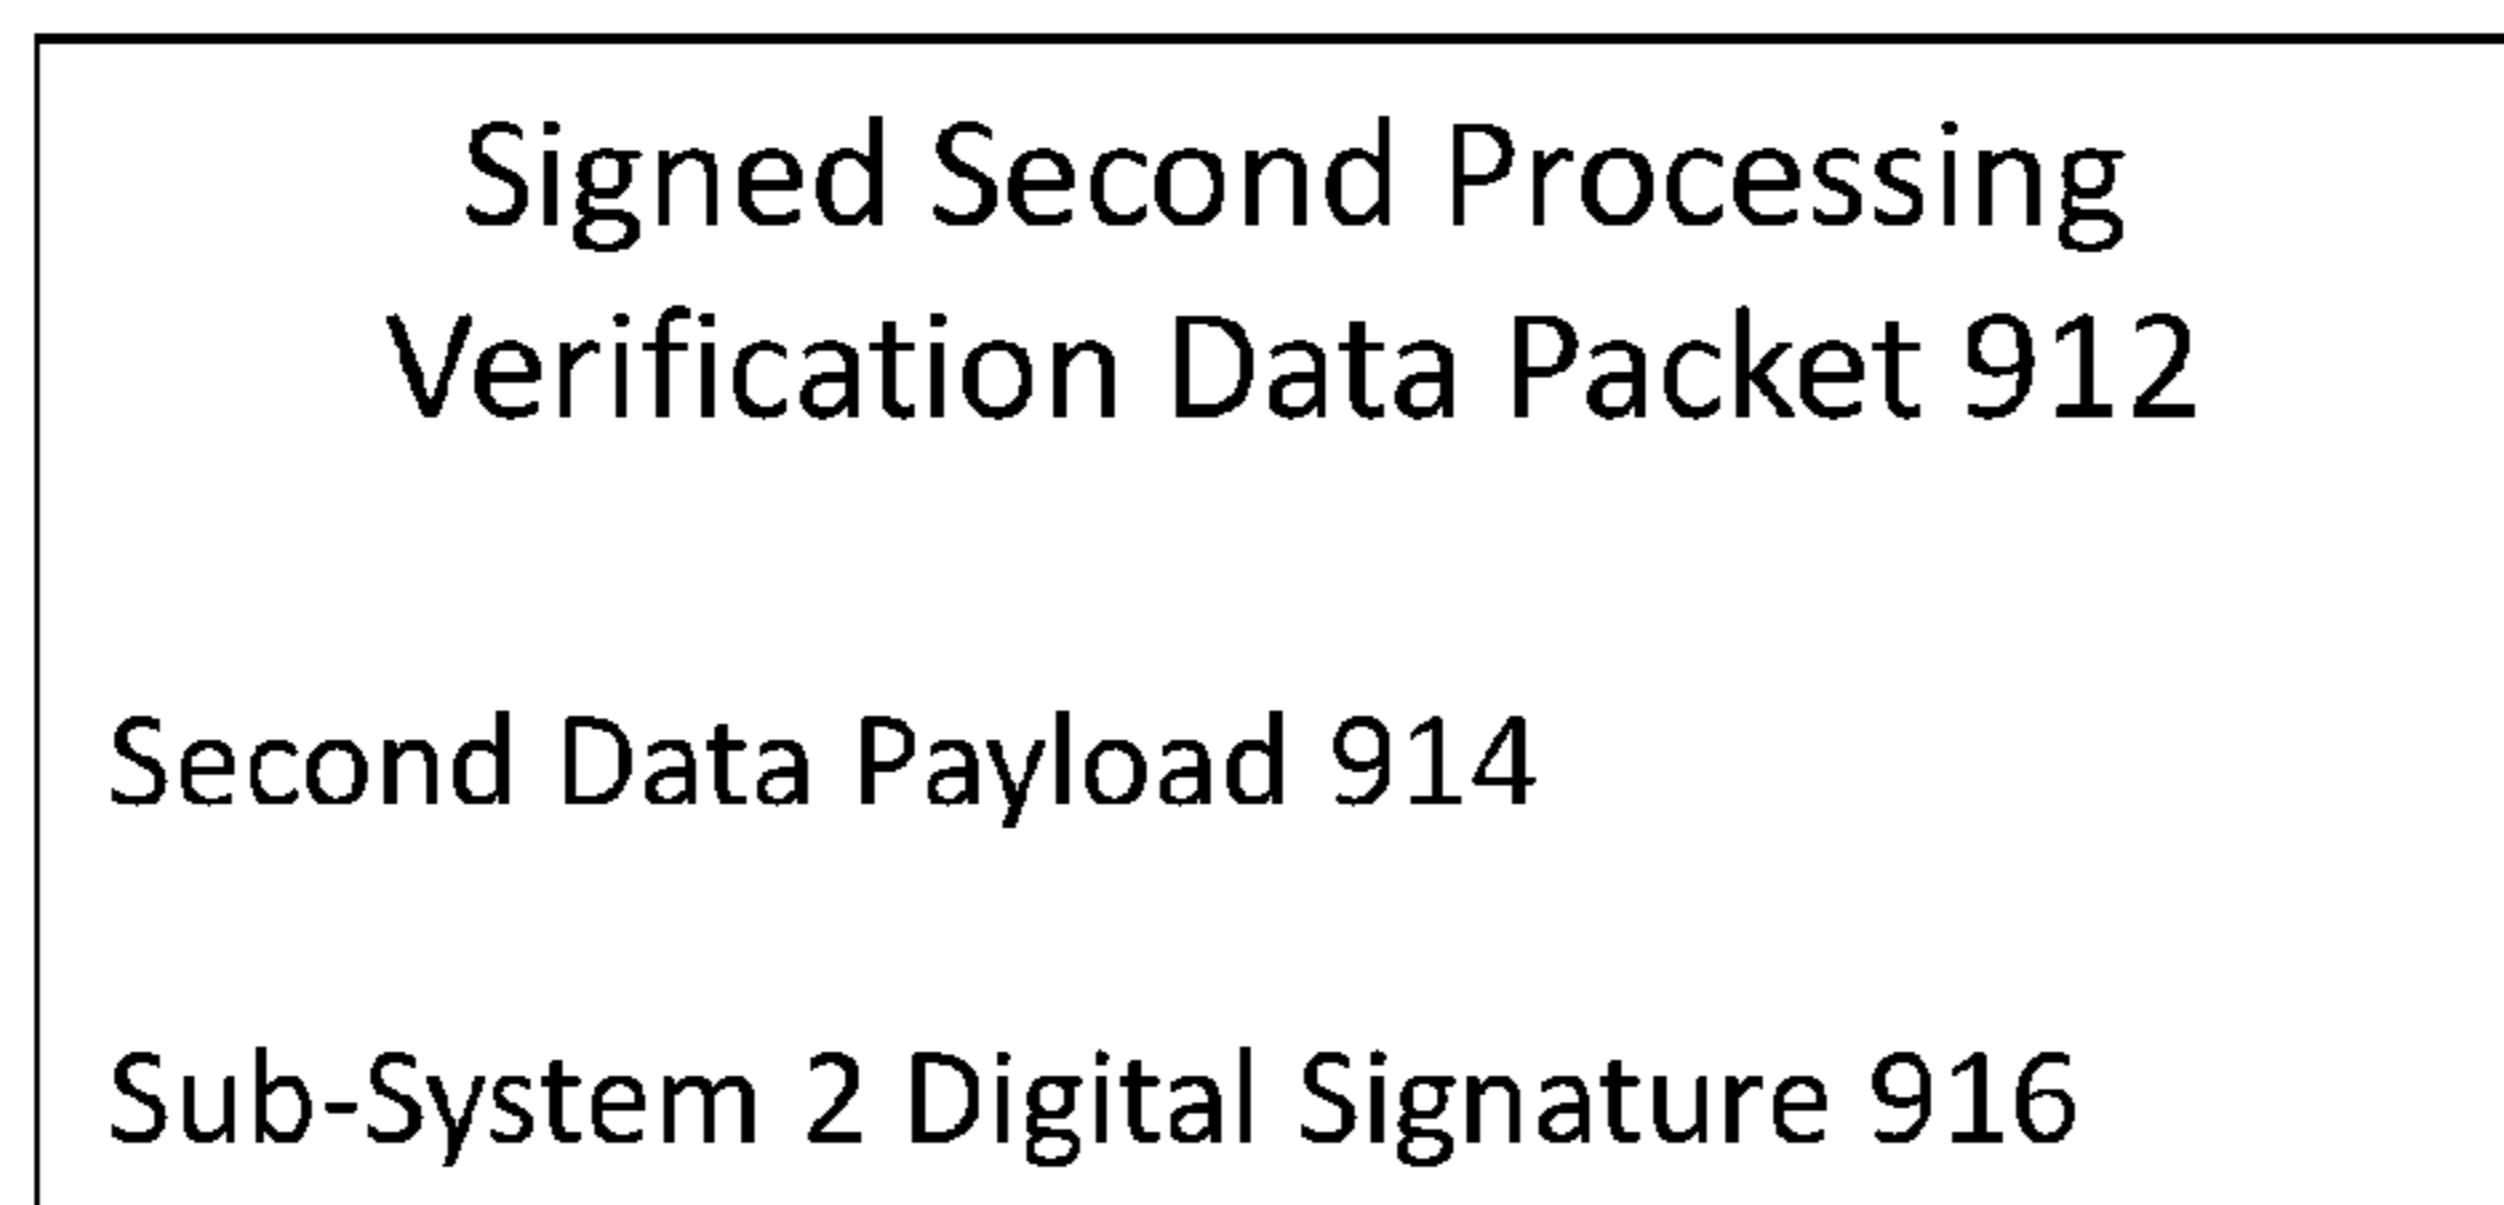 Signed Second Processing
Verification Data Packet 912
Second Data Payload 914
Sub-System 2 Digital Signature 916